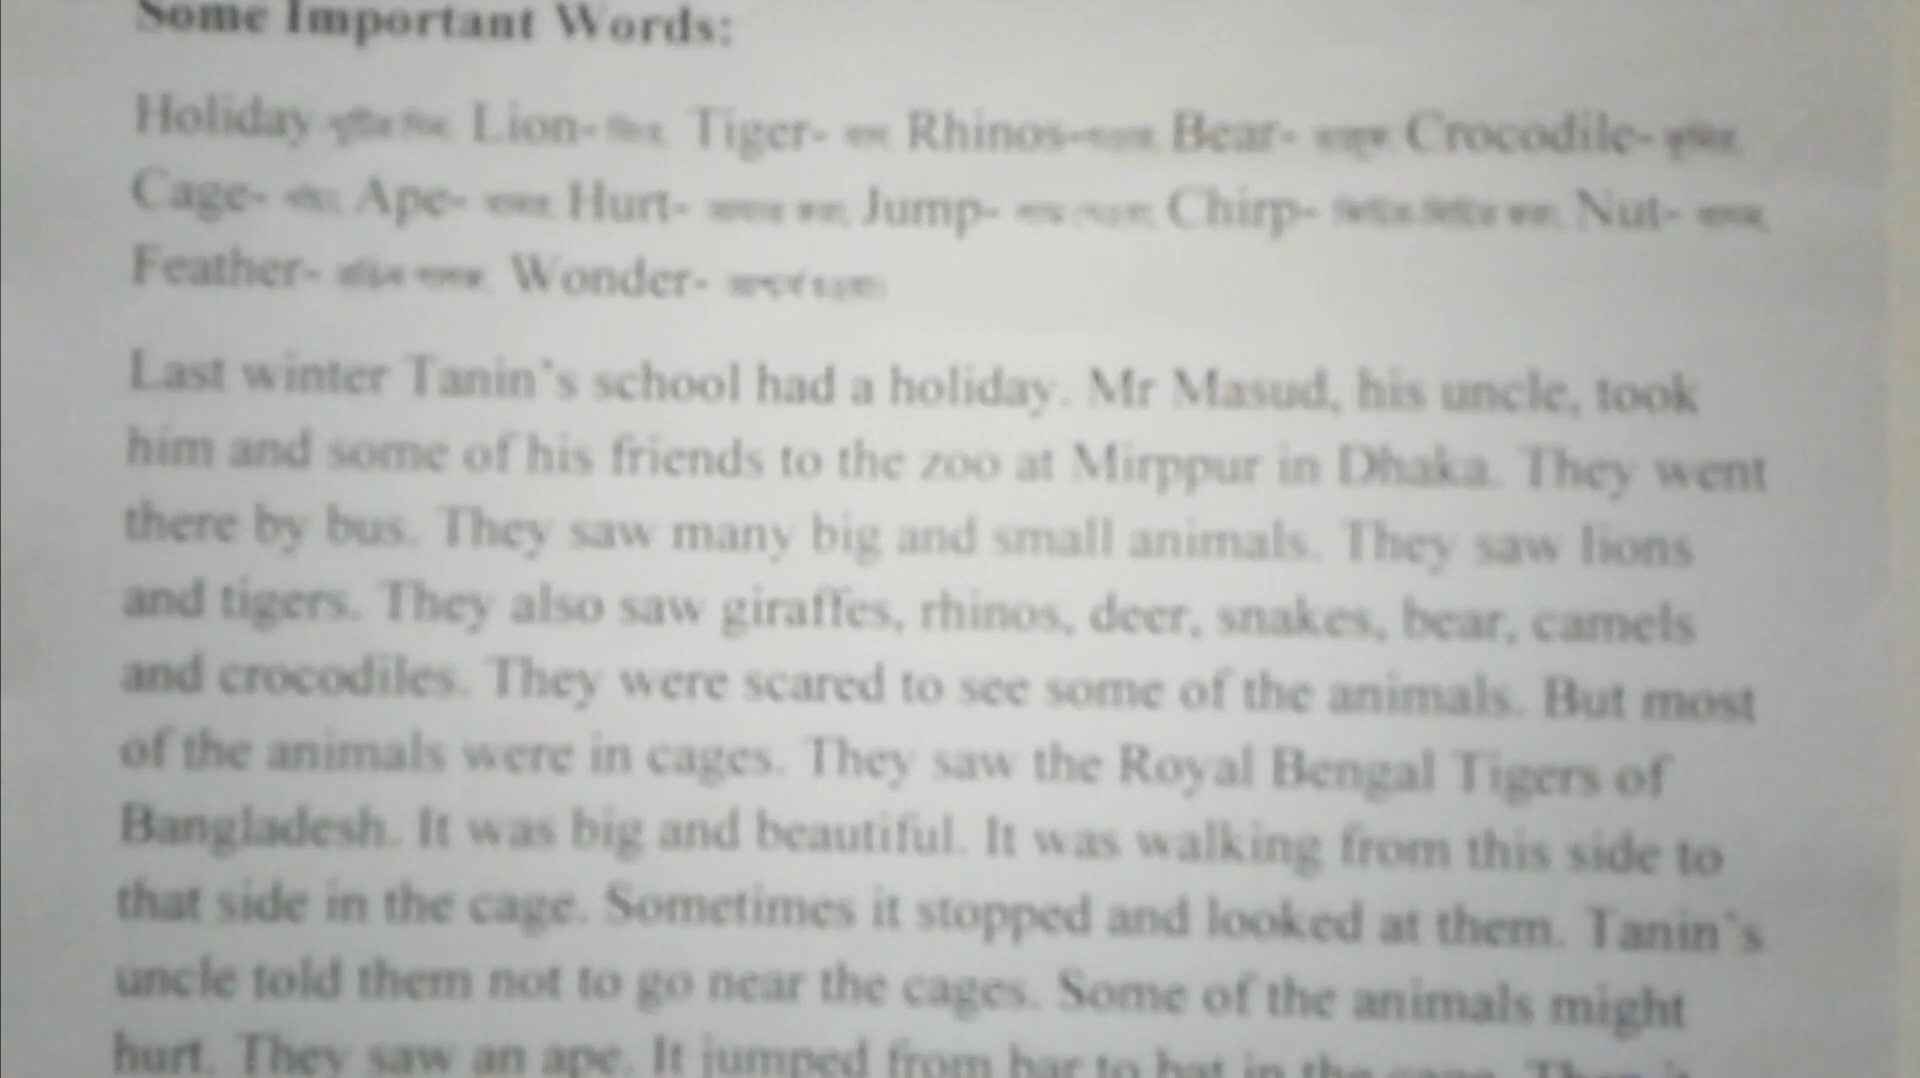 Some Important Words:
Holiday Lion- Tiger- Rhinos- Bear- Crocodile-
Cage- Ape- Hurt- Jump- Chirp- Nut-
Feather- Wonder-
Last winter Tanin's school had a holiday. Mr Masud, his uncle, took
him and some of his friends to the zoo at Mirppur in Dhaka. They went
there by bus. They saw many big and small animals. They saw lions
and tigers. They also saw giraffes, rhinos, deer, snakes, bear, camels
and crocodiles. They were scared to see some of the animals. But most
of the animals were in cages. They saw the Royal Bengal Tigers of
Bangladesh. It was big and beautiful. It was walking from this side to
that side in the cage. Sometimes it stopped and looked at them. Tanin's
uncle told them not to go near the cages. Some of the animals might
hurt. They saw an ape. It jumped from bar to bat in the cage. Then